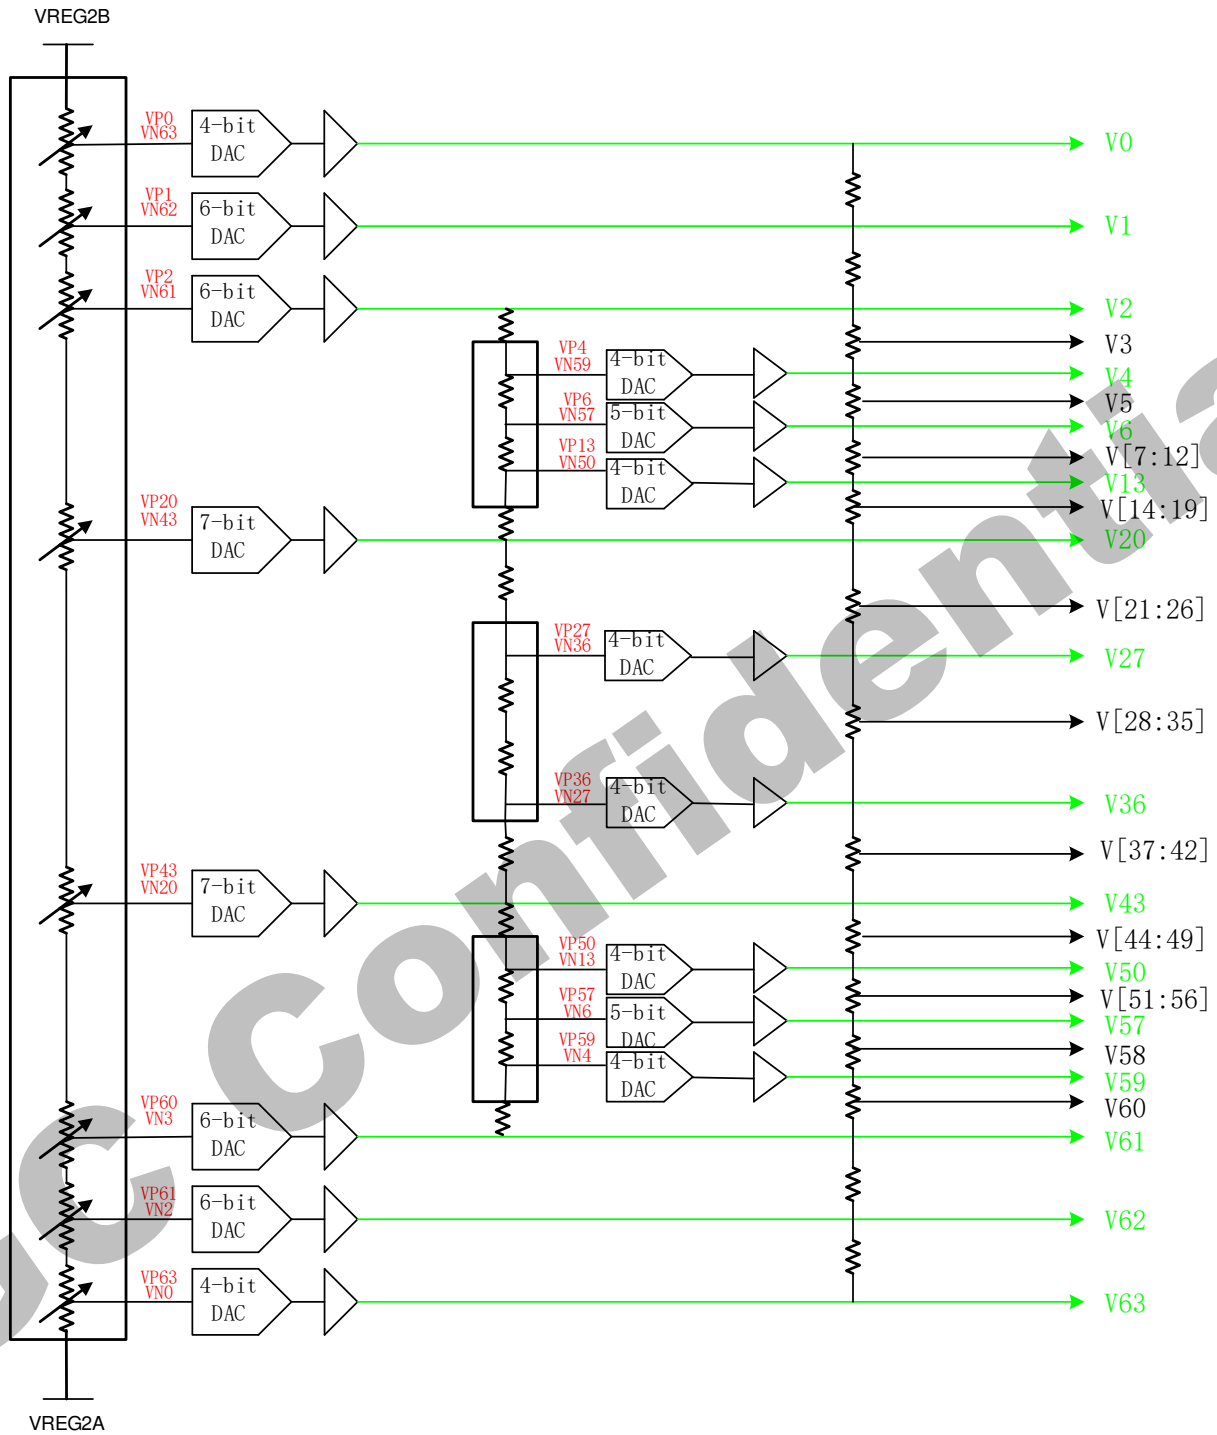 VREG2B
VP0
VN63
4-bit
DAC
V0
VP1
VN62
6-bit
DAC
V1
VP2
VN61
6-bit
DAC
V2
V3
VP4
VN59
4-bit
DAC
V4
V5
VP6
VN57
5-bit
DAC
V6
V[7:12]
VP13
VN50
4-bit
DAC
V13
V[14:19]
VP20
VN43
7-bit
DAC
V20
V[21:26]
VP27
VN36
4-bit
DAC
V27
V[28:35]
VP36
VN27
4-bit
DAC
V36
V[37:42]
VP43
VN20
7-bit
DAC
V43
V[44:49]
VP50
VN13
4-bit
DAC
V50
V[51:56]
VP57
VN6
5-bit
DAC
V57
V58
VP59
VN4
4-bit
DAC
V59
V60
VP60
VN3
6-bit
DAC
V61
VP61
VN2
6-bit
DAC
V62
VP63
VN0
4-bit
DAC
V63
VREG2A
Confidentia